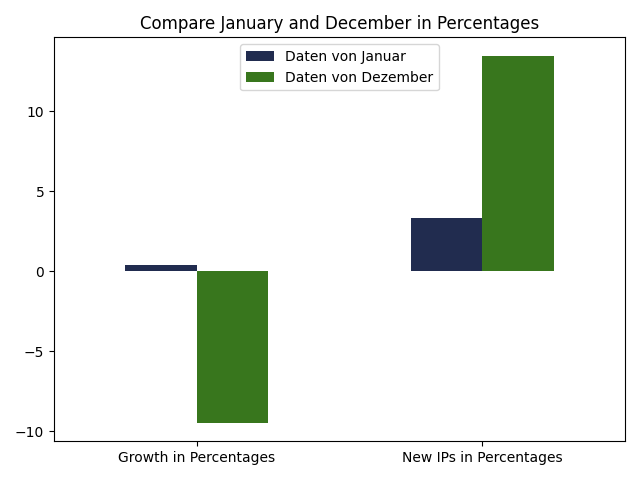 Compare January and December in Percentages
Daten von Januar
Daten von Dezember
10
5
0
−5
−10
Growth in Percentages
New IPs in Percentages